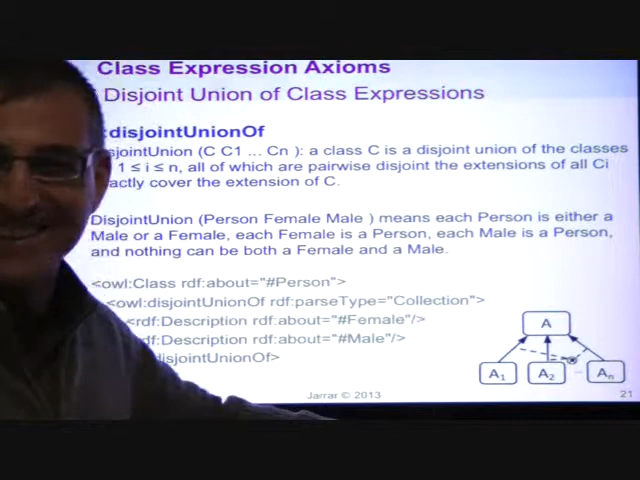 Class Expression Axioms
Disjoint Union of Class Expressions
:disjointUnionOf
sjointUnion (C C1 ... Cn ): a class C is a disjoint union of the classes
1 ≤ i ≤ n, all of which are pairwise disjoint the extensions of all Ci
actly cover the extension of C.
DisjointUnion (Person Female Male ) means each Person is either a
Male or a Female, each Female is a Person, each Male is a Person,
and nothing can be both a Female and a Male.
<owl:Class rdf:about="#Person">
<owl:disjointUnionOf rdf:parseType="Collection">
<rdf:Description rdf:about="#Female"/>
df:Description rdf:about="#Male"/>
disjointUnionOf>
A
A1 A2 An
Jarrar © 2013
21